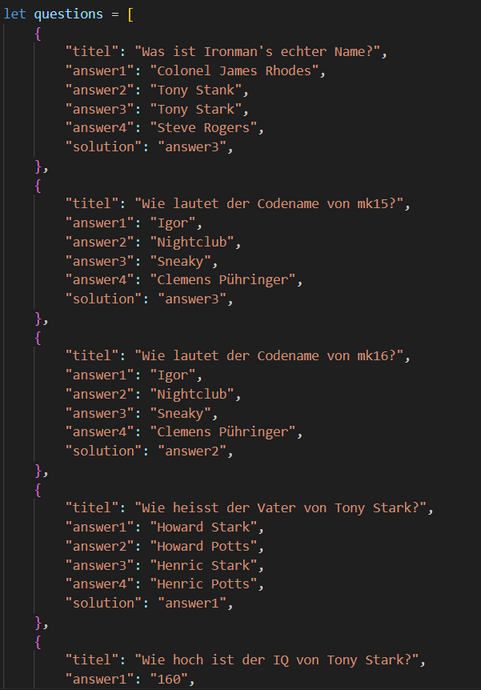 let questions = [
{
"titel": "Was ist Ironman's echter Name?",
"answer1": "Colonel James Rhodes",
"answer2": "Tony Stank",
"answer3": "Tony Stark",
"answer4": "Steve Rogers",
"solution": "answer3",
},
{
"titel": "Wie lautet der Codename von mk15?",
"answer1": "Igor",
"answer2": "Nightclub",
"answer3": "Sneaky",
"answer4": "Clemens Pühringer",
"solution": "answer3",
},
{
"titel": "Wie lautet der Codename von mk16?",
"answer1": "Igor",
"answer2": "Nightclub",
"answer3": "Sneaky",
"answer4": "Clemens Pühringer",
"solution": "answer2",
},
{
"titel": "Wie heisst der Vater von Tony Stark?",
"answer1": "Howard Stark",
"answer2": "Howard Potts",
"answer3": "Henric Stark",
"answer4": "Henric Potts",
"solution": "answer1",
},
{
"titel": "Wie hoch ist der IQ von Tony Stark?",
"answer1": "160",